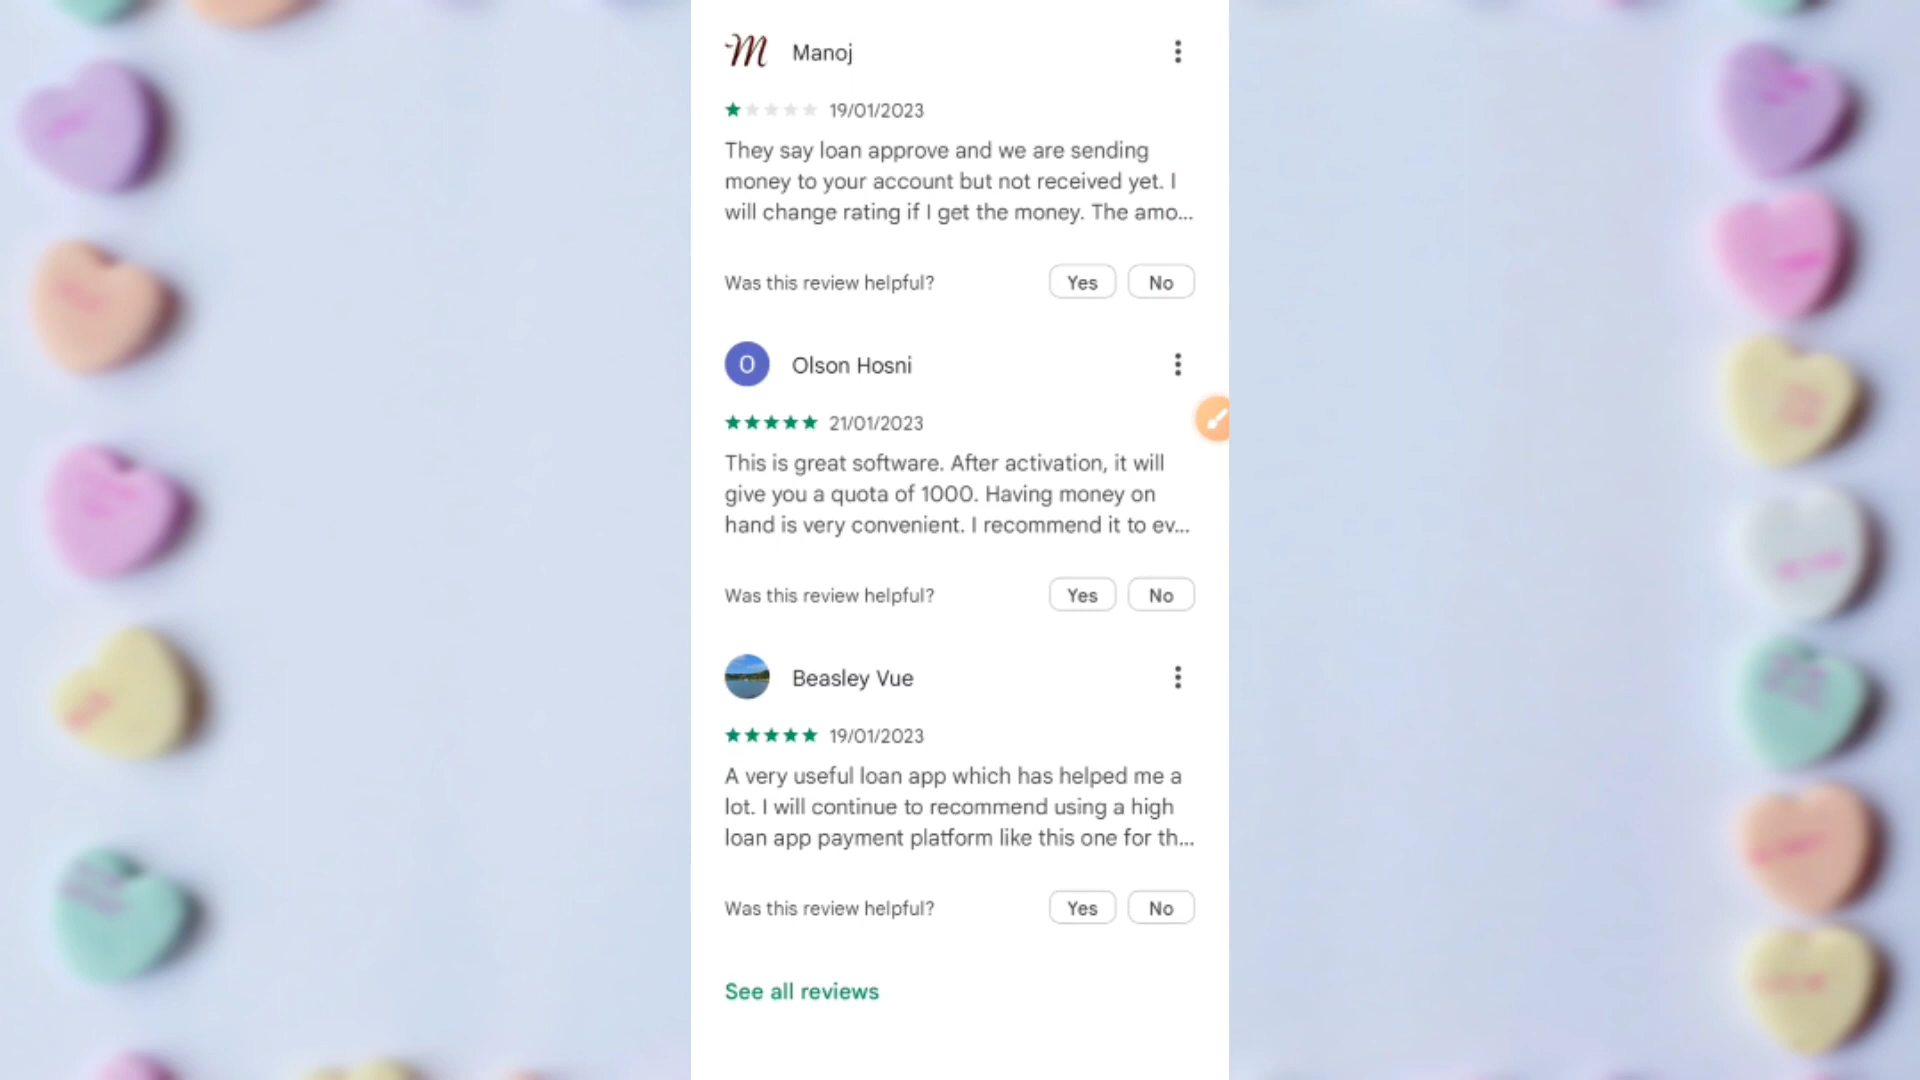 M Manoj
19/01/2023
They say loan approve and we are sending
money to your account but not received yet. I
will change rating if I get the money. The amo...
Was this review helpful? Yes No
O Olson Hosni
21/01/2023
This is great software. After activation, it will
give you a quota of 1000. Having money on
hand is very convenient. I recommend it to ev...
Was this review helpful? Yes No
Beasley Vue
19/01/2023
A very useful loan app which has helped me a
lot. I will continue to recommend using a high
loan app payment platform like this one for th...
Was this review helpful? Yes No
See all reviews